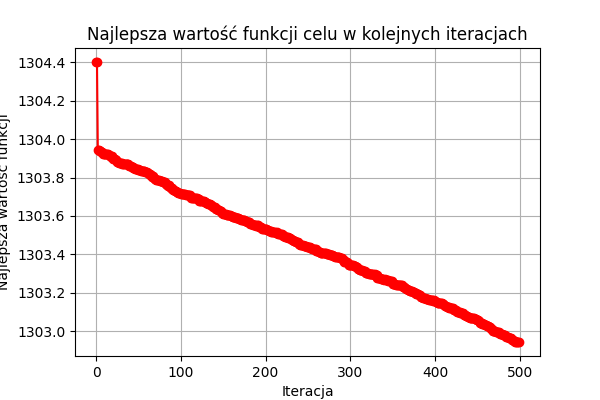 Najlepsza wartość funkcji celu w kolejnych iteracjach
Najlepsza wartość funkcji
1304.4
1304.2
1304.0
1303.8
1303.6
1303.4
1303.2
1303.0
0 100 200 300 400 500
Iteracja